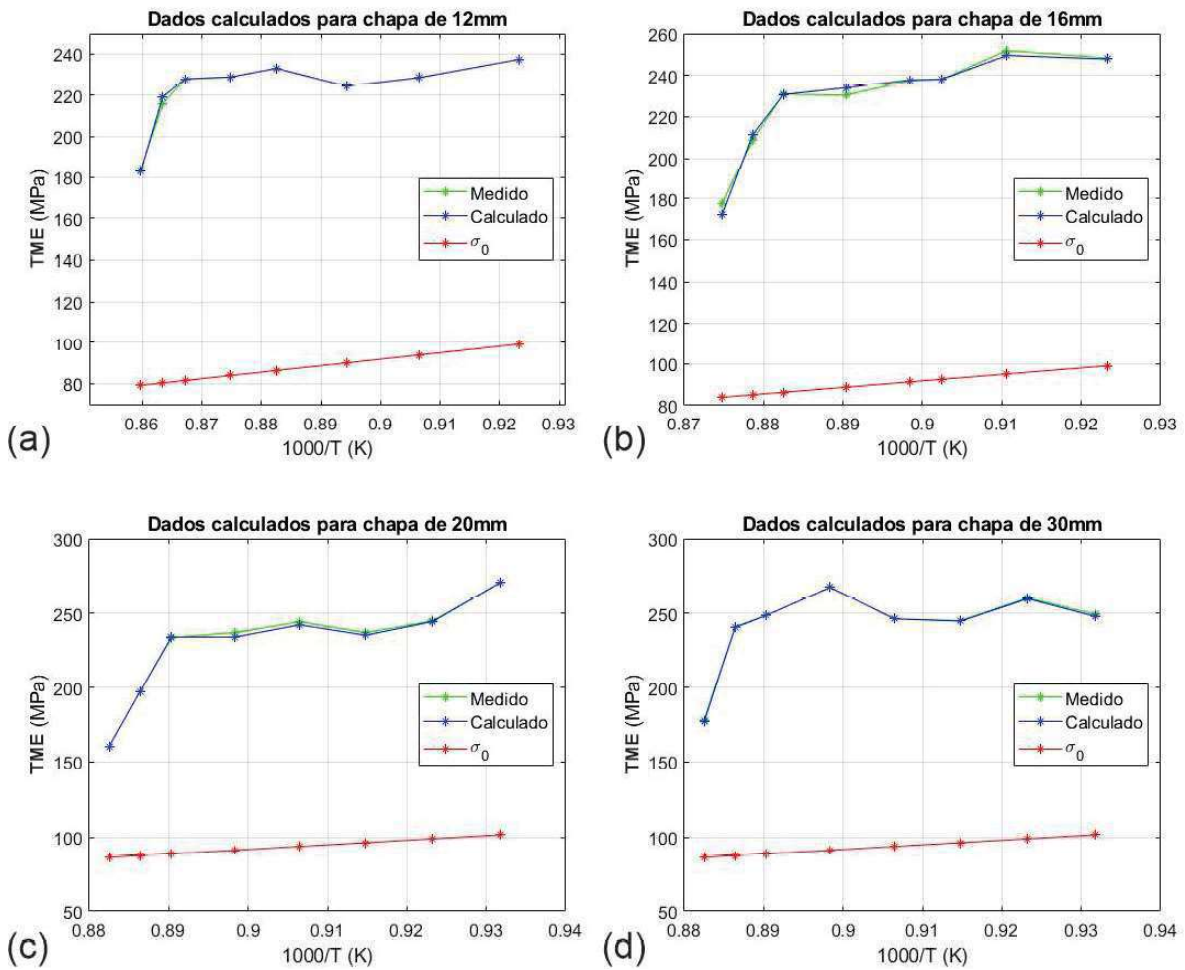 Dados calculados para chapa de 12mm
240
220
200
180
160
140
120
100
80
TME (MPa)
Medido
Calculado
σ0
0.86 0.87 0.88 0.89 0.9 0.91 0.92 0.93
1000/T (K)
(a)
Dados calculados para chapa de 16mm
260
240
220
200
180
160
140
120
100
80
TME (MPa)
Medido
Calculado
σ0
0.87 0.88 0.89 0.9 0.91 0.92 0.93
1000/T (K)
(b)
Dados calculados para chapa de 20mm
300
250
200
150
100
50
TME (MPa)
Medido
Calculado
σ0
0.88 0.89 0.9 0.91 0.92 0.93 0.94
1000/T (K)
(c)
Dados calculados para chapa de 30mm
300
250
200
150
100
50
TME (MPa)
Medido
Calculado
σ0
0.88 0.89 0.9 0.91 0.92 0.93 0.94
1000/T (K)
(d)